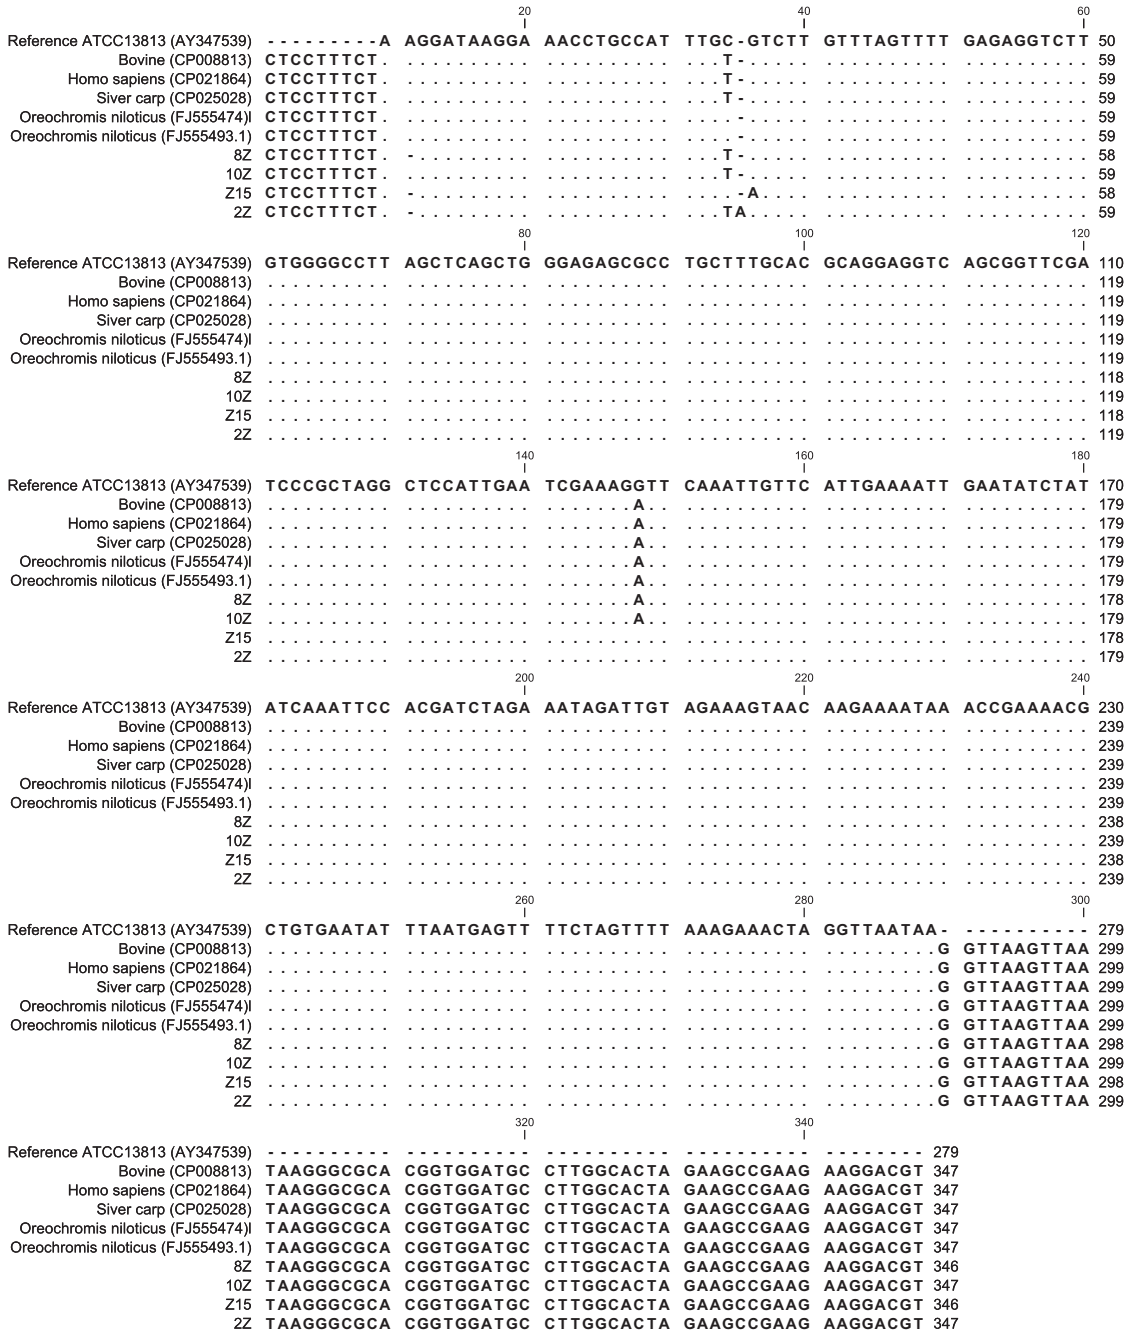 20 40 60
Reference ATCC13813 (AY347539) ---------A AGGATAAGGA AACCTGCCAT TTGC-GTCTT GTTTAGTTTT GAGAGGTCTT 50
Bovine (CP008813) CTCCTTTCT. .......... .......... ...T-..... .......... .......... 59
Homo sapiens (CP021864) CTCCTTTCT. .......... .......... ...T-..... .......... .......... 59
Siver carp (CP025028) CTCCTTTCT. .......... .......... ...T-..... .......... .......... 59
Oreochromis niloticus (FJ555474)l CTCCTTTCT. .......... .......... ....-..... .......... .......... 59
Oreochromis niloticus (FJ555493.1) CTCCTTTCT. .......... .......... ....-..... .......... .......... 59
8Z CTCCTTTCT. -......... .......... ...T-..... .......... .......... 58
10Z CTCCTTTCT. .......... .......... ...T-..... .......... .......... 59
Z15 CTCCTTTCT. -......... .......... ....-A.... .......... .......... 58
2Z CTCCTTTCT. -......... .......... ...TA..... .......... .......... 59
80 100 120
Reference ATCC13813 (AY347539) GTGGGGCCTT AGCTCAGCTG GGAGAGCGCC TGCTTTGCAC GCAGGAGGTC AGCGGTTCGA 110
Bovine (CP008813) .......... .......... .......... .......... .......... .......... 119
Homo sapiens (CP021864) .......... .......... .......... .......... .......... .......... 119
Siver carp (CP025028) .......... .......... .......... .......... .......... .......... 119
Oreochromis niloticus (FJ555474)l .......... .......... .......... .......... .......... .......... 119
Oreochromis niloticus (FJ555493.1) .......... .......... .......... .......... .......... .......... 119
8Z .......... .......... .......... .......... .......... .......... 118
10Z .......... .......... .......... .......... .......... .......... 119
Z15 .......... .......... .......... .......... .......... .......... 118
2Z .......... .......... .......... .......... .......... .......... 119
140 160 180
Reference ATCC13813 (AY347539) TCCCGCTAGG CTCCATTGAA TCGAAAGGTT CAAATTGTTC ATTGAAAATT GAATATCTAT 170
Bovine (CP008813) .......... .......... .......A.. .......... .......... .......... 179
Homo sapiens (CP021864) .......... .......... .......A.. .......... .......... .......... 179
Siver carp (CP025028) .......... .......... .......A.. .......... .......... .......... 179
Oreochromis niloticus (FJ555474)l .......... .......... .......A.. .......... .......... .......... 179
Oreochromis niloticus (FJ555493.1) .......... .......... .......A.. .......... .......... .......... 179
8Z .......... .......... .......A.. .......... .......... .......... 178
10Z .......... .......... .......A.. .......... .......... .......... 179
Z15 .......... .......... .......... .......... .......... .......... 178
2Z .......... .......... .......... .......... .......... .......... 179
200 220 240
Reference ATCC13813 (AY347539) ATCAAATTCC ACGATCTAGA AATAGATTGT AGAAAGTAAC AAGAAAATAA ACCGAAAACG 230
Bovine (CP008813) .......... .......... .......... .......... .......... .......... 239
Homo sapiens (CP021864) .......... .......... .......... .......... .......... .......... 239
Siver carp (CP025028) .......... .......... .......... .......... .......... .......... 239
Oreochromis niloticus (FJ555474)l .......... .......... .......... .......... .......... .......... 239
Oreochromis niloticus (FJ555493.1) .......... .......... .......... .......... .......... .......... 239
8Z .......... .......... .......... .......... .......... .......... 238
10Z .......... .......... .......... .......... .......... .......... 239
Z15 .......... .......... .......... .......... .......... .......... 238
2Z .......... .......... .......... .......... .......... .......... 239
260 280 300
Reference ATCC13813 (AY347539) CTGTGAATAT TTAATGAGTT TTCTAGTTTT AAAGAAACTA GGTTAATAA- ---------- 279
Bovine (CP008813) .......... .......... .......... .......... .........G GTTAAGTTAA 299
Homo sapiens (CP021864) .......... .......... .......... .......... .........G GTTAAGTTAA 299
Siver carp (CP025028) .......... .......... .......... .......... .........G GTTAAGTTAA 299
Oreochromis niloticus (FJ555474)l .......... .......... .......... .......... .........G GTTAAGTTAA 299
Oreochromis niloticus (FJ555493.1) .......... .......... .......... .......... .........G GTTAAGTTAA 299
8Z .......... .......... .......... .......... .........G GTTAAGTTAA 298
10Z .......... .......... .......... .......... .........G GTTAAGTTAA 299
Z15 .......... .......... .......... .......... .........G GTTAAGTTAA 298
2Z .......... .......... .......... .......... .........G GTTAAGTTAA 299
320 340
Reference ATCC13813 (AY347539) ---------- ---------- ---------- ---------- -------- 279
Bovine (CP008813) TAAGGGCGCA CGGTGGATGC CTTGGCACTA GAAGCCGAAG AAGGACGT 347
Homo sapiens (CP021864) TAAGGGCGCA CGGTGGATGC CTTGGCACTA GAAGCCGAAG AAGGACGT 347
Siver carp (CP025028) TAAGGGCGCA CGGTGGATGC CTTGGCACTA GAAGCCGAAG AAGGACGT 347
Oreochromis niloticus (FJ555474)l TAAGGGCGCA CGGTGGATGC CTTGGCACTA GAAGCCGAAG AAGGACGT 347
Oreochromis niloticus (FJ555493.1) TAAGGGCGCA CGGTGGATGC CTTGGCACTA GAAGCCGAAG AAGGACGT 347
8Z TAAGGGCGCA CGGTGGATGC CTTGGCACTA GAAGCCGAAG AAGGACGT 346
10Z TAAGGGCGCA CGGTGGATGC CTTGGCACTA GAAGCCGAAG AAGGACGT 347
Z15 TAAGGGCGCA CGGTGGATGC CTTGGCACTA GAAGCCGAAG AAGGACGT 346
2Z TAAGGGCGCA CGGTGGATGC CTTGGCACTA GAAGCCGAAG AAGGACGT 347